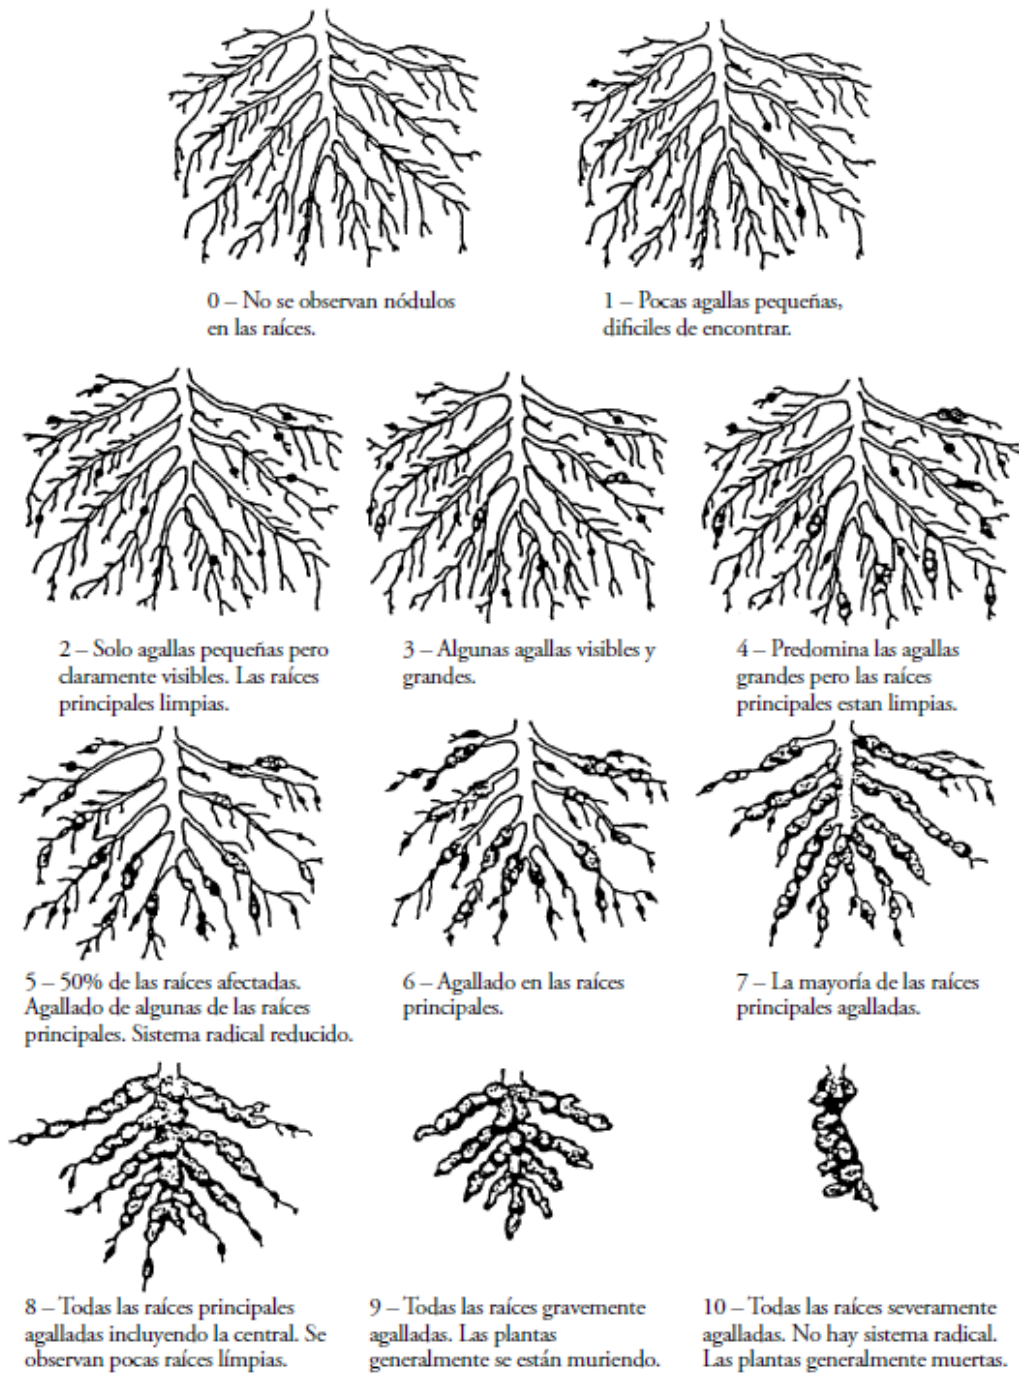 0 – No se observan nódulos
en las raíces.
1 – Pocas agallas pequeñas,
dificiles de encontrar.
2 – Solo agallas pequeñas pero
claramente visibles. Las raíces
principales limpias.
3 – Algunas agallas visibles y
grandes.
4 – Predomina las agallas
grandes pero las raíces
principales estan limpias.
5 – 50% de las raíces afectadas.
Agallado de algunas de las raíces
principales. Sistema radical reducido.
6 – Agallado en las raíces
principales.
7 – La mayoría de las raíces
principales agalladas.
8 – Todas las raíces principales
agalladas incluyendo la central. Se
observan pocas raíces límpias.
9 – Todas las raíces gravemente
agalladas. Las plantas
generalmente se están muriendo.
10 – Todas las raíces severamente
agalladas. No hay sistema radical.
Las plantas generalmente muertas.